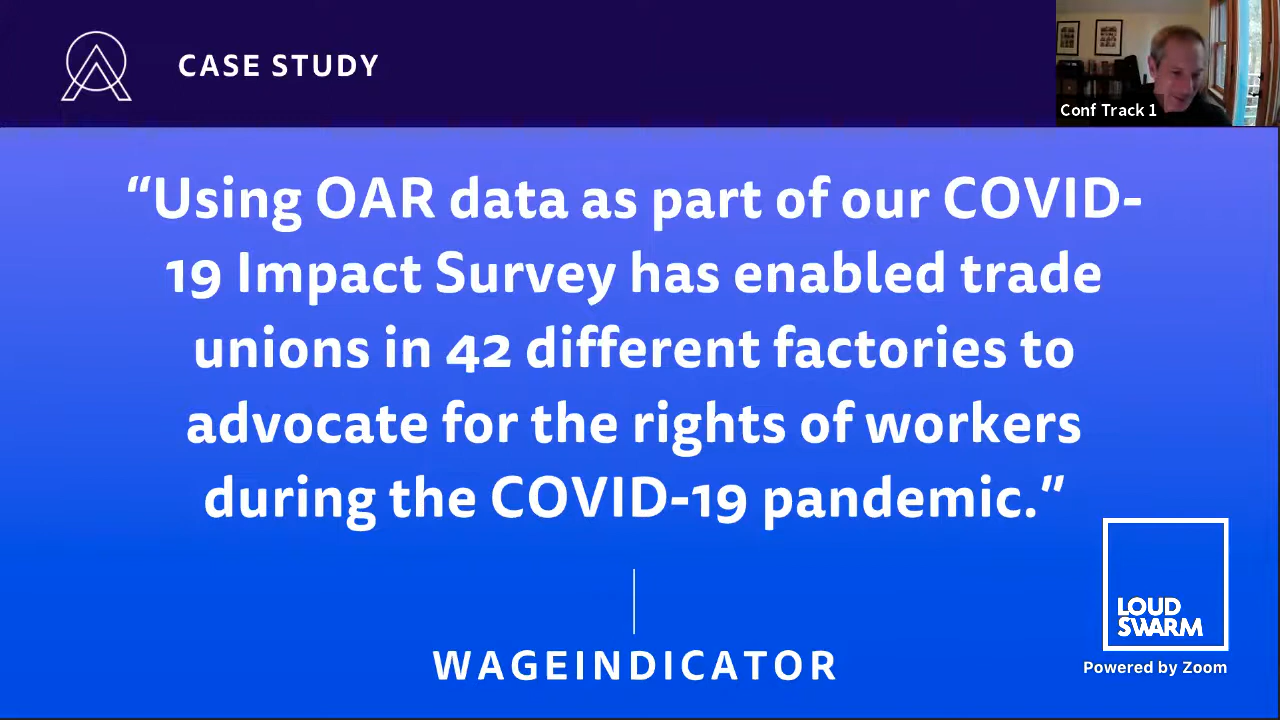 CASE STUDY
Conf Track 1
“Using OAR data as part of our COVID-
19 Impact Survey has enabled trade
unions in 42 different factories to
advocate for the rights of workers
during the COVID-19 pandemic.”
WAGEINDICATOR
LOUD
SWARM
Powered by Zoom